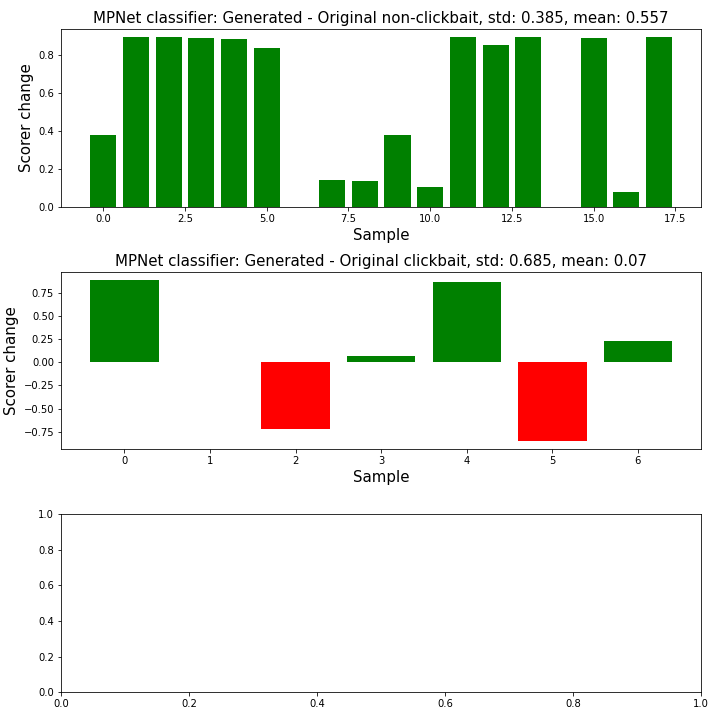 MPNet classifier: Generated - Original non-clickbait, std: 0.385, mean: 0.557
Scorer change
0.8
0.6
0.4
0.2
0.0
0.0 2.5 5.0 7.5 10.0 12.5 15.0 17.5
Sample
MPNet classifier: Generated - Original clickbait, std: 0.685, mean: 0.07
Scorer change
0.75
0.50
0.25
0.00
−0.25
−0.50
−0.75
0 1 2 3 4 5 6
Sample
1.0
0.8
0.6
0.4
0.2
0.0
0.0 0.2 0.4 0.6 0.8 1.0